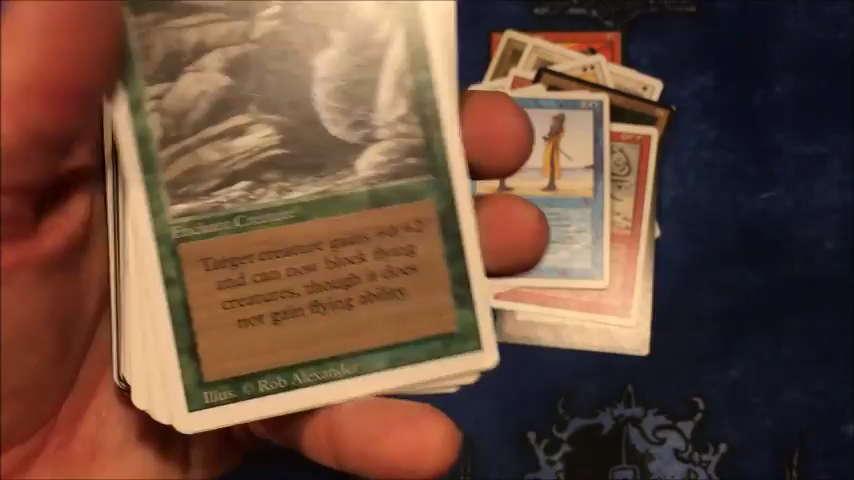 Enchant Creature
Target creature gains +0/+2
and can now block flying
creatures, though it does
not gain flying ability.
Illus. © Rob Alexander